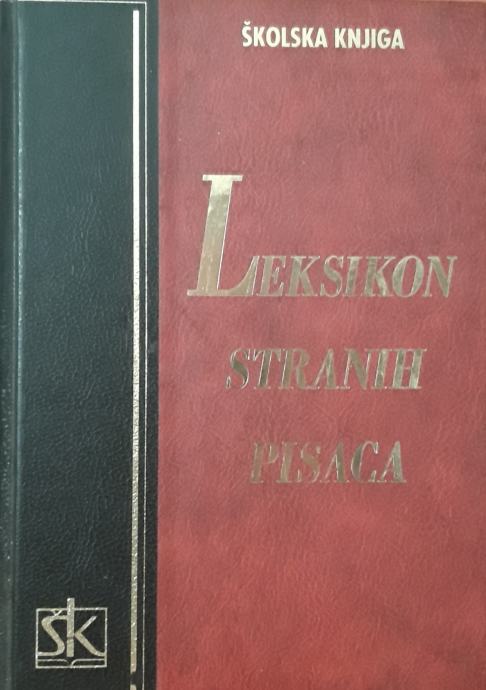 ŠKOLSKA KNJIGA
LEKSIKON
STRANIH
PISACA
ŠK